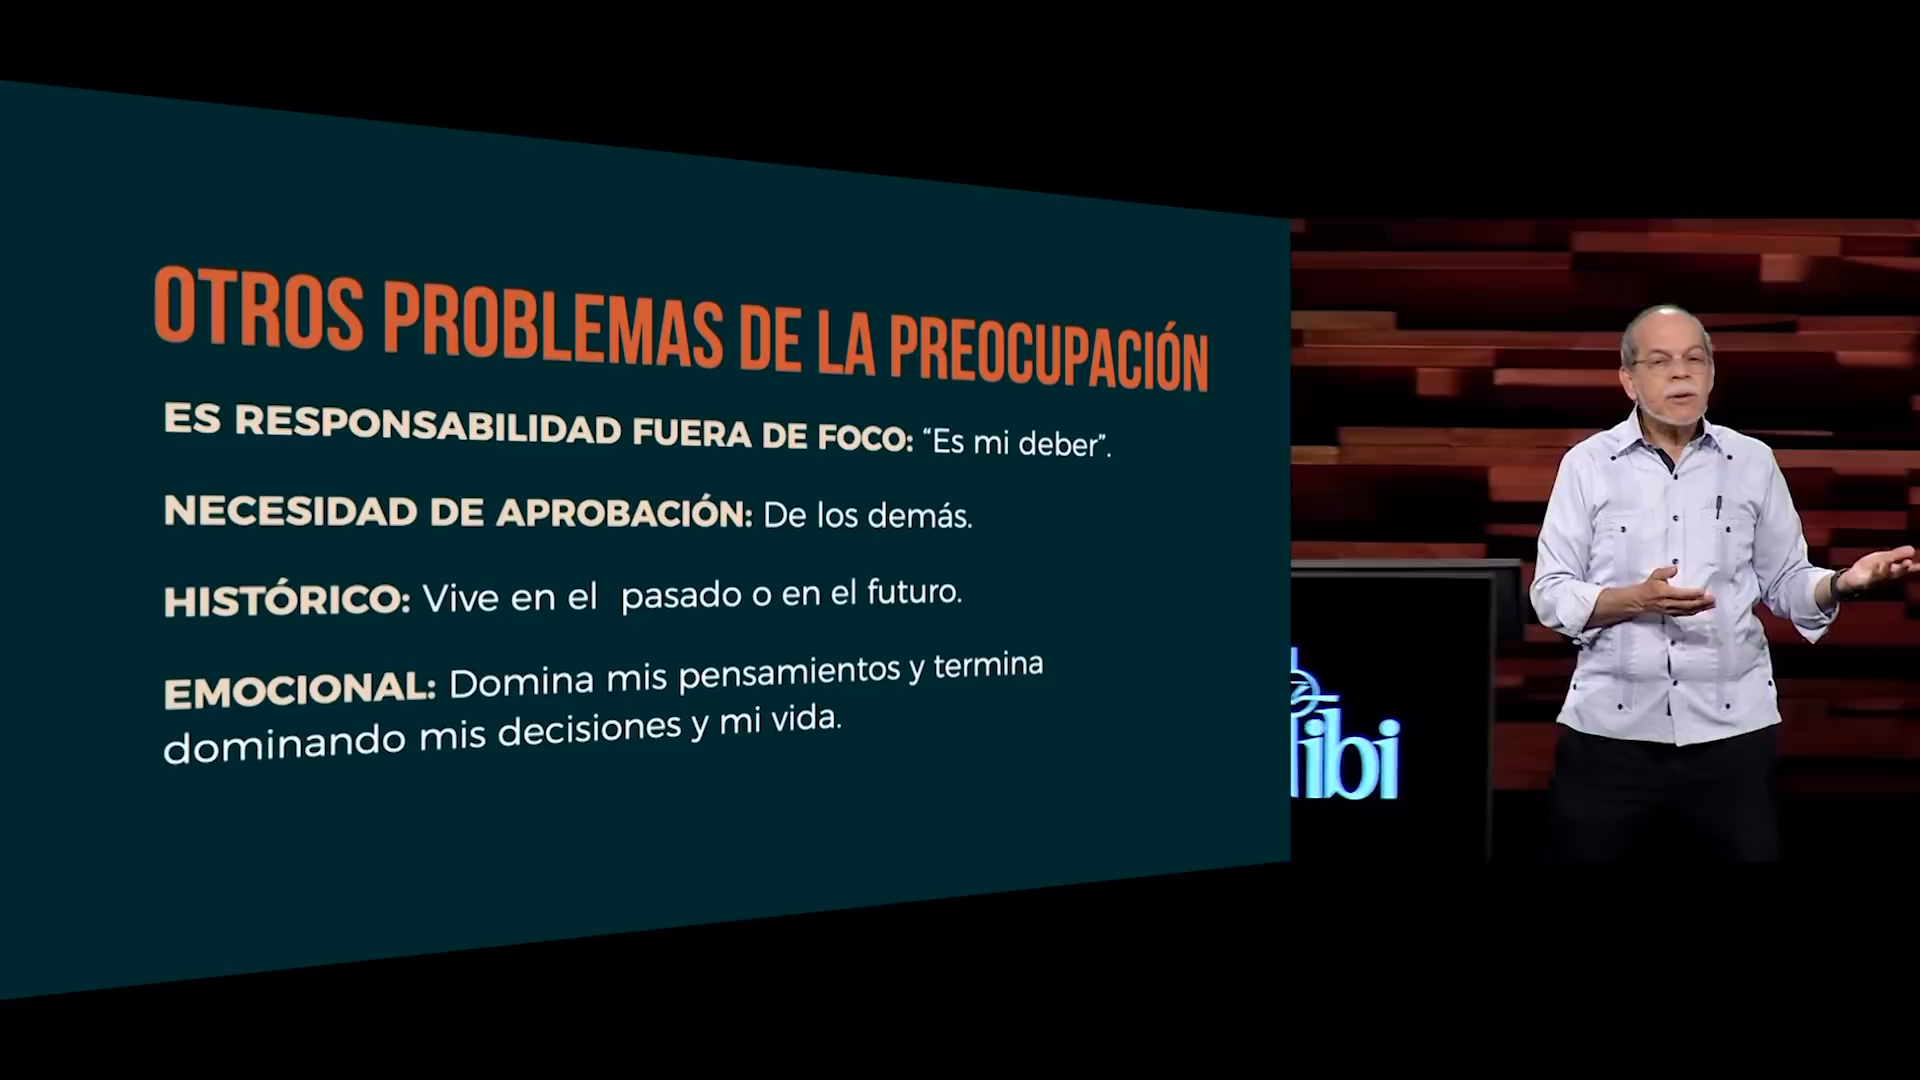 OTROS PROBLEMAS DE LA PREOCUPACIÓN
ES RESPONSABILIDAD FUERA DE FOCO: “Es mi deber”.
NECESIDAD DE APROBACIÓN: De los demás.
HISTÓRICO: Vive en el pasado o en el futuro.
EMOCIONAL: Domina mis pensamientos y termina
dominando mis decisiones y mi vida.
ibi